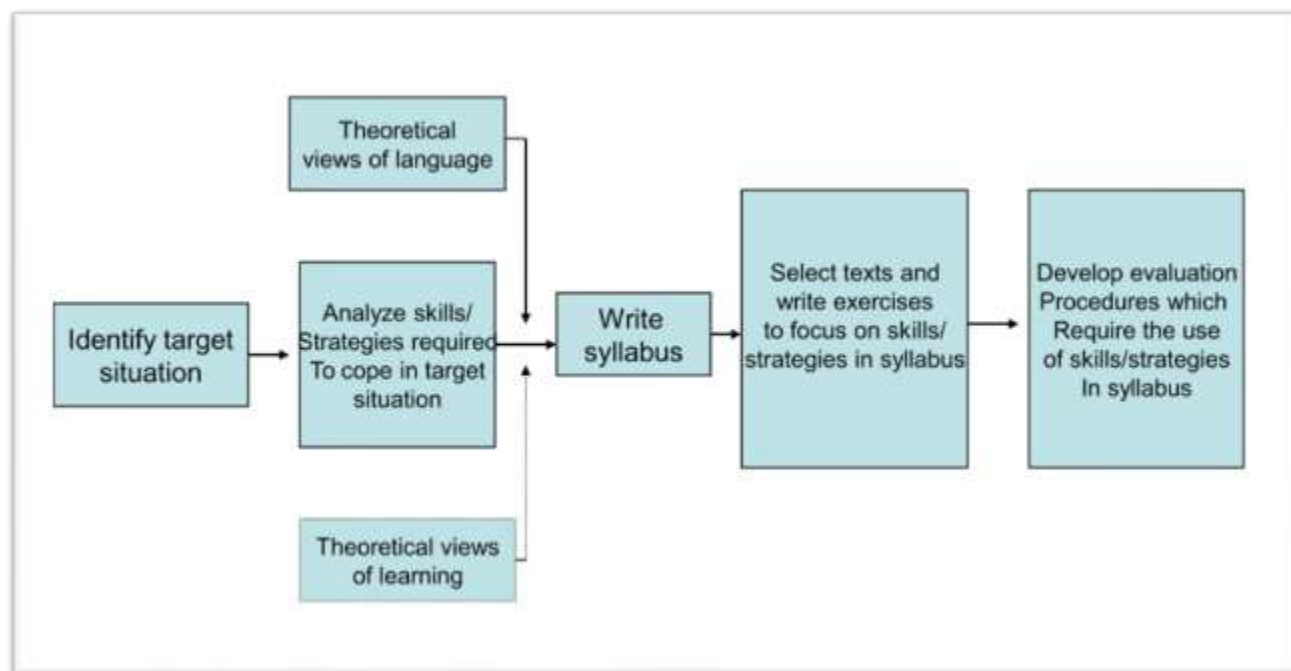 Theoretical
views of language
Identify target
situation
Analyze skills/
Strategies required
To cope in target
situation
Theoretical views
of learning
Write
syllabus
Select texts and
write exercises
to focus on skills/
strategies in syllabus
Develop evaluation
Procedures which
Require the use
of skills/strategies
In syllabus